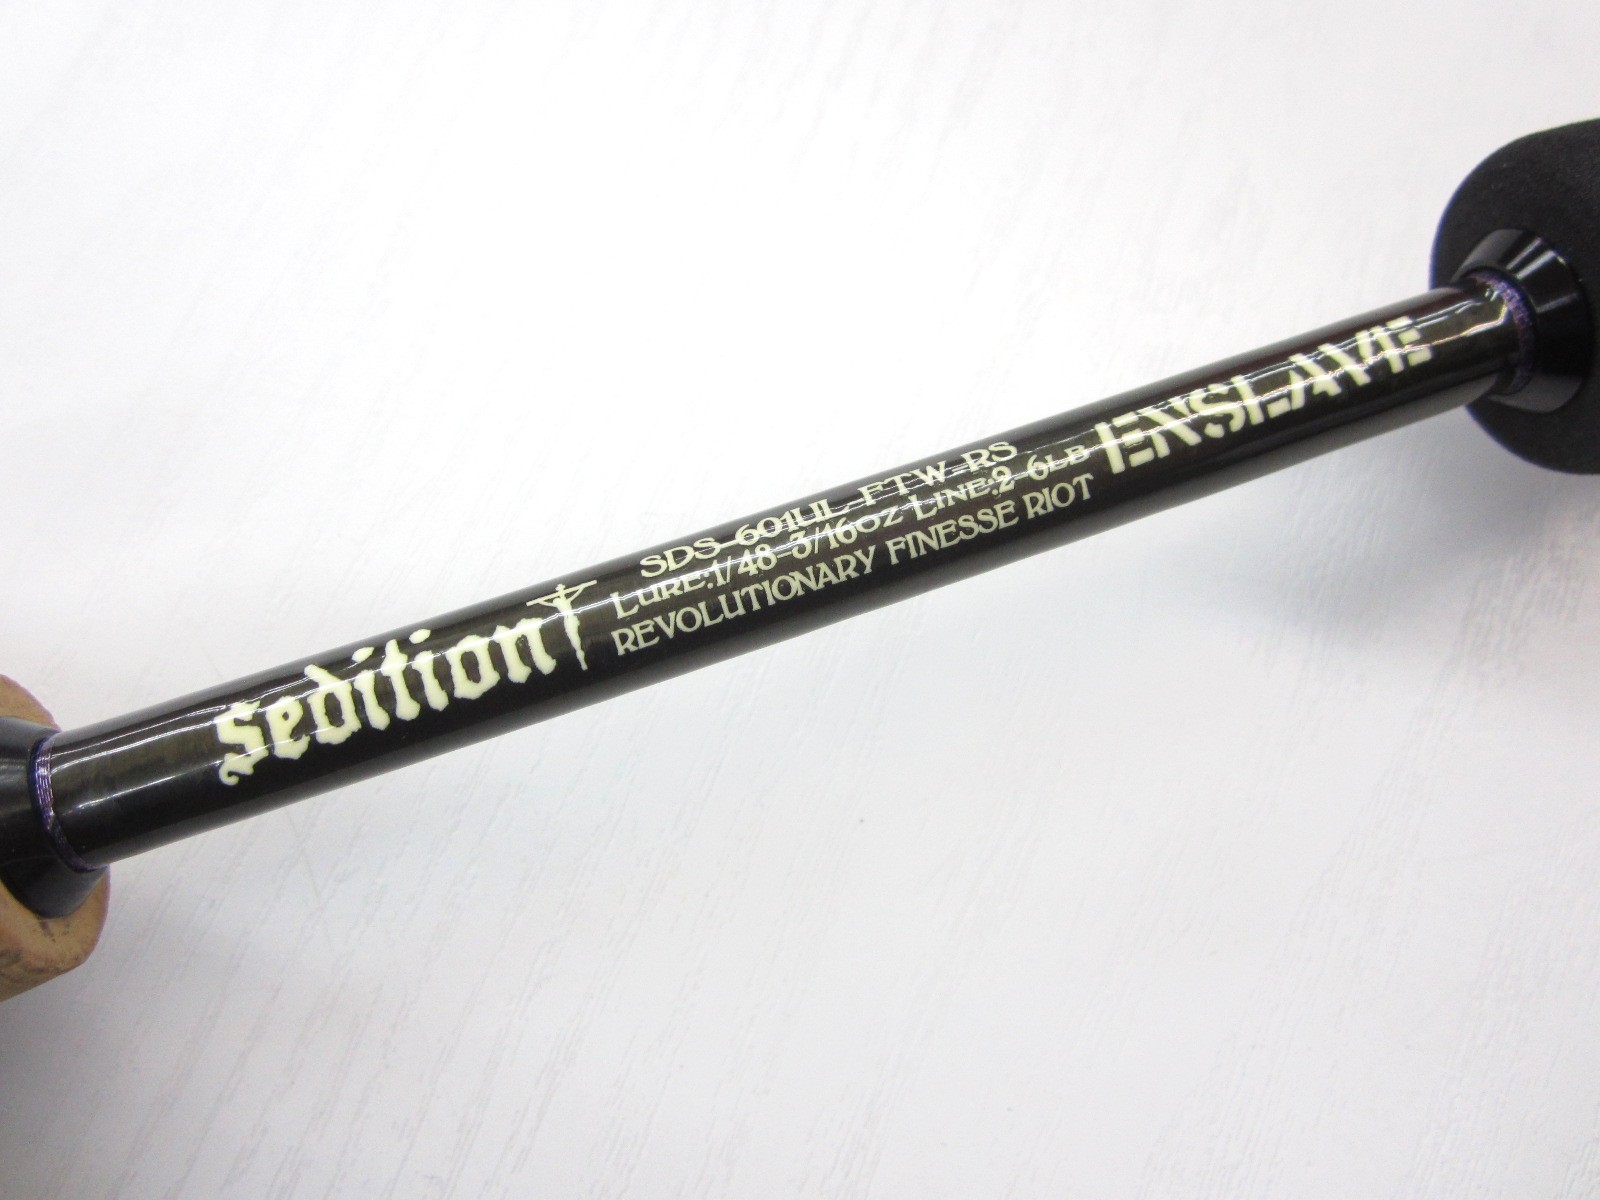 Sedition
SDS-601UL-FTW-RS
LURE:1/48-3/16OZ LINE:2-6LB
REVOLUTIONARY FINESSE RIOT
ENSLAVE